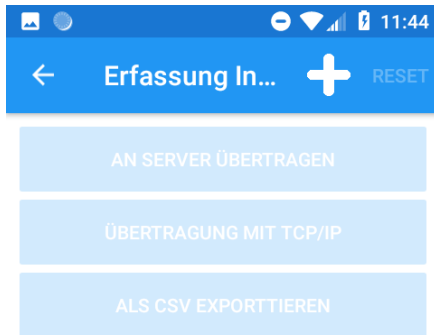 11:44
Erfassung In...
RESET
AN SERVER ÜBERTRAGEN
ÜBERTRAGUNG MIT TCP/IP
ALS CSV EXPORTTIEREN